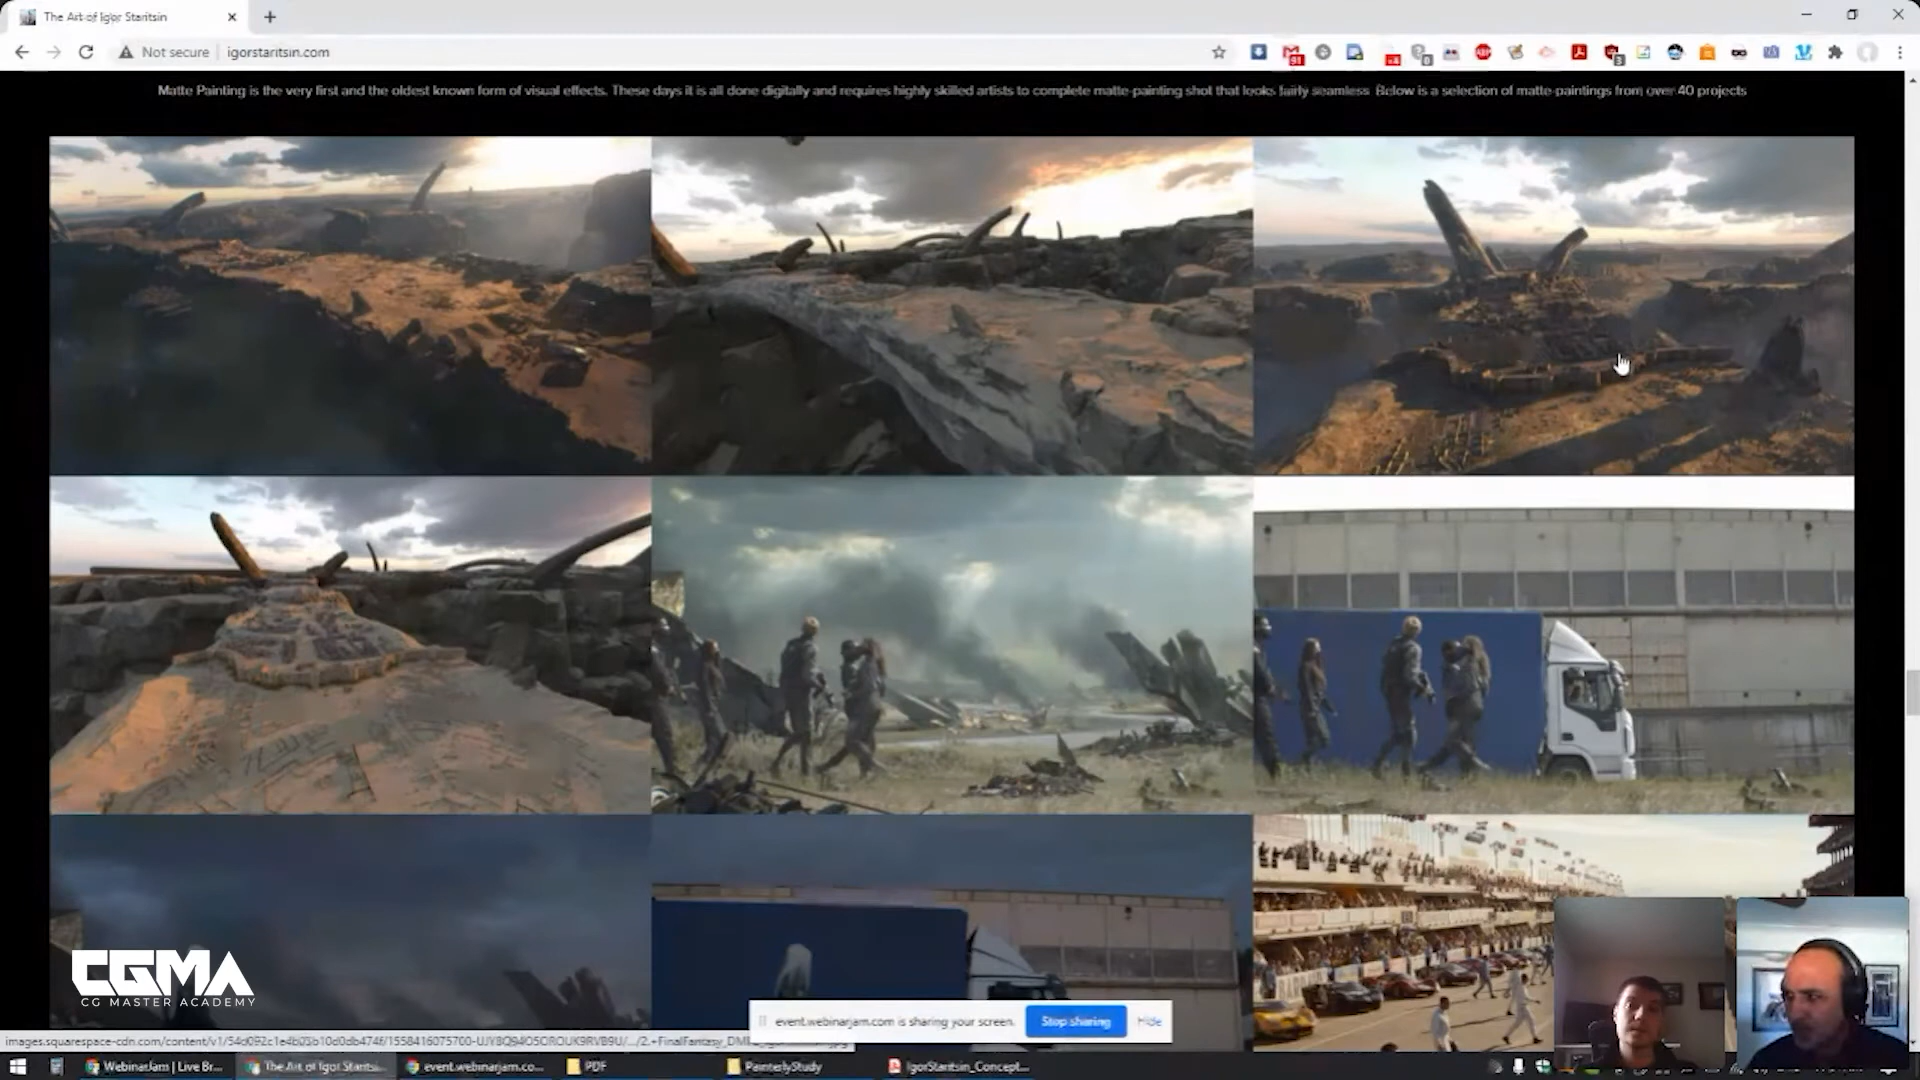 The Art of Igor Staritsin
Not secure
igorstaritsin.com
91
0
3
Matte Painting is the very first and the oldest known form of visual effects. These days it is all done digitally and requires highly skilled artists to complete matte-painting shot that looks fairly seamless Below is a selection of matte-paintings from over 40 projects
CGMA
CG MASTER ACADEMY
event.webinarjam.com is sharing your screen.
Stop sharing
Hide
WebinarJam | Live Br...
The Art of Igor Starits...
event.webinarjam.co...
PDF
PainterlyStudy
IgorStaritsin_Concept...